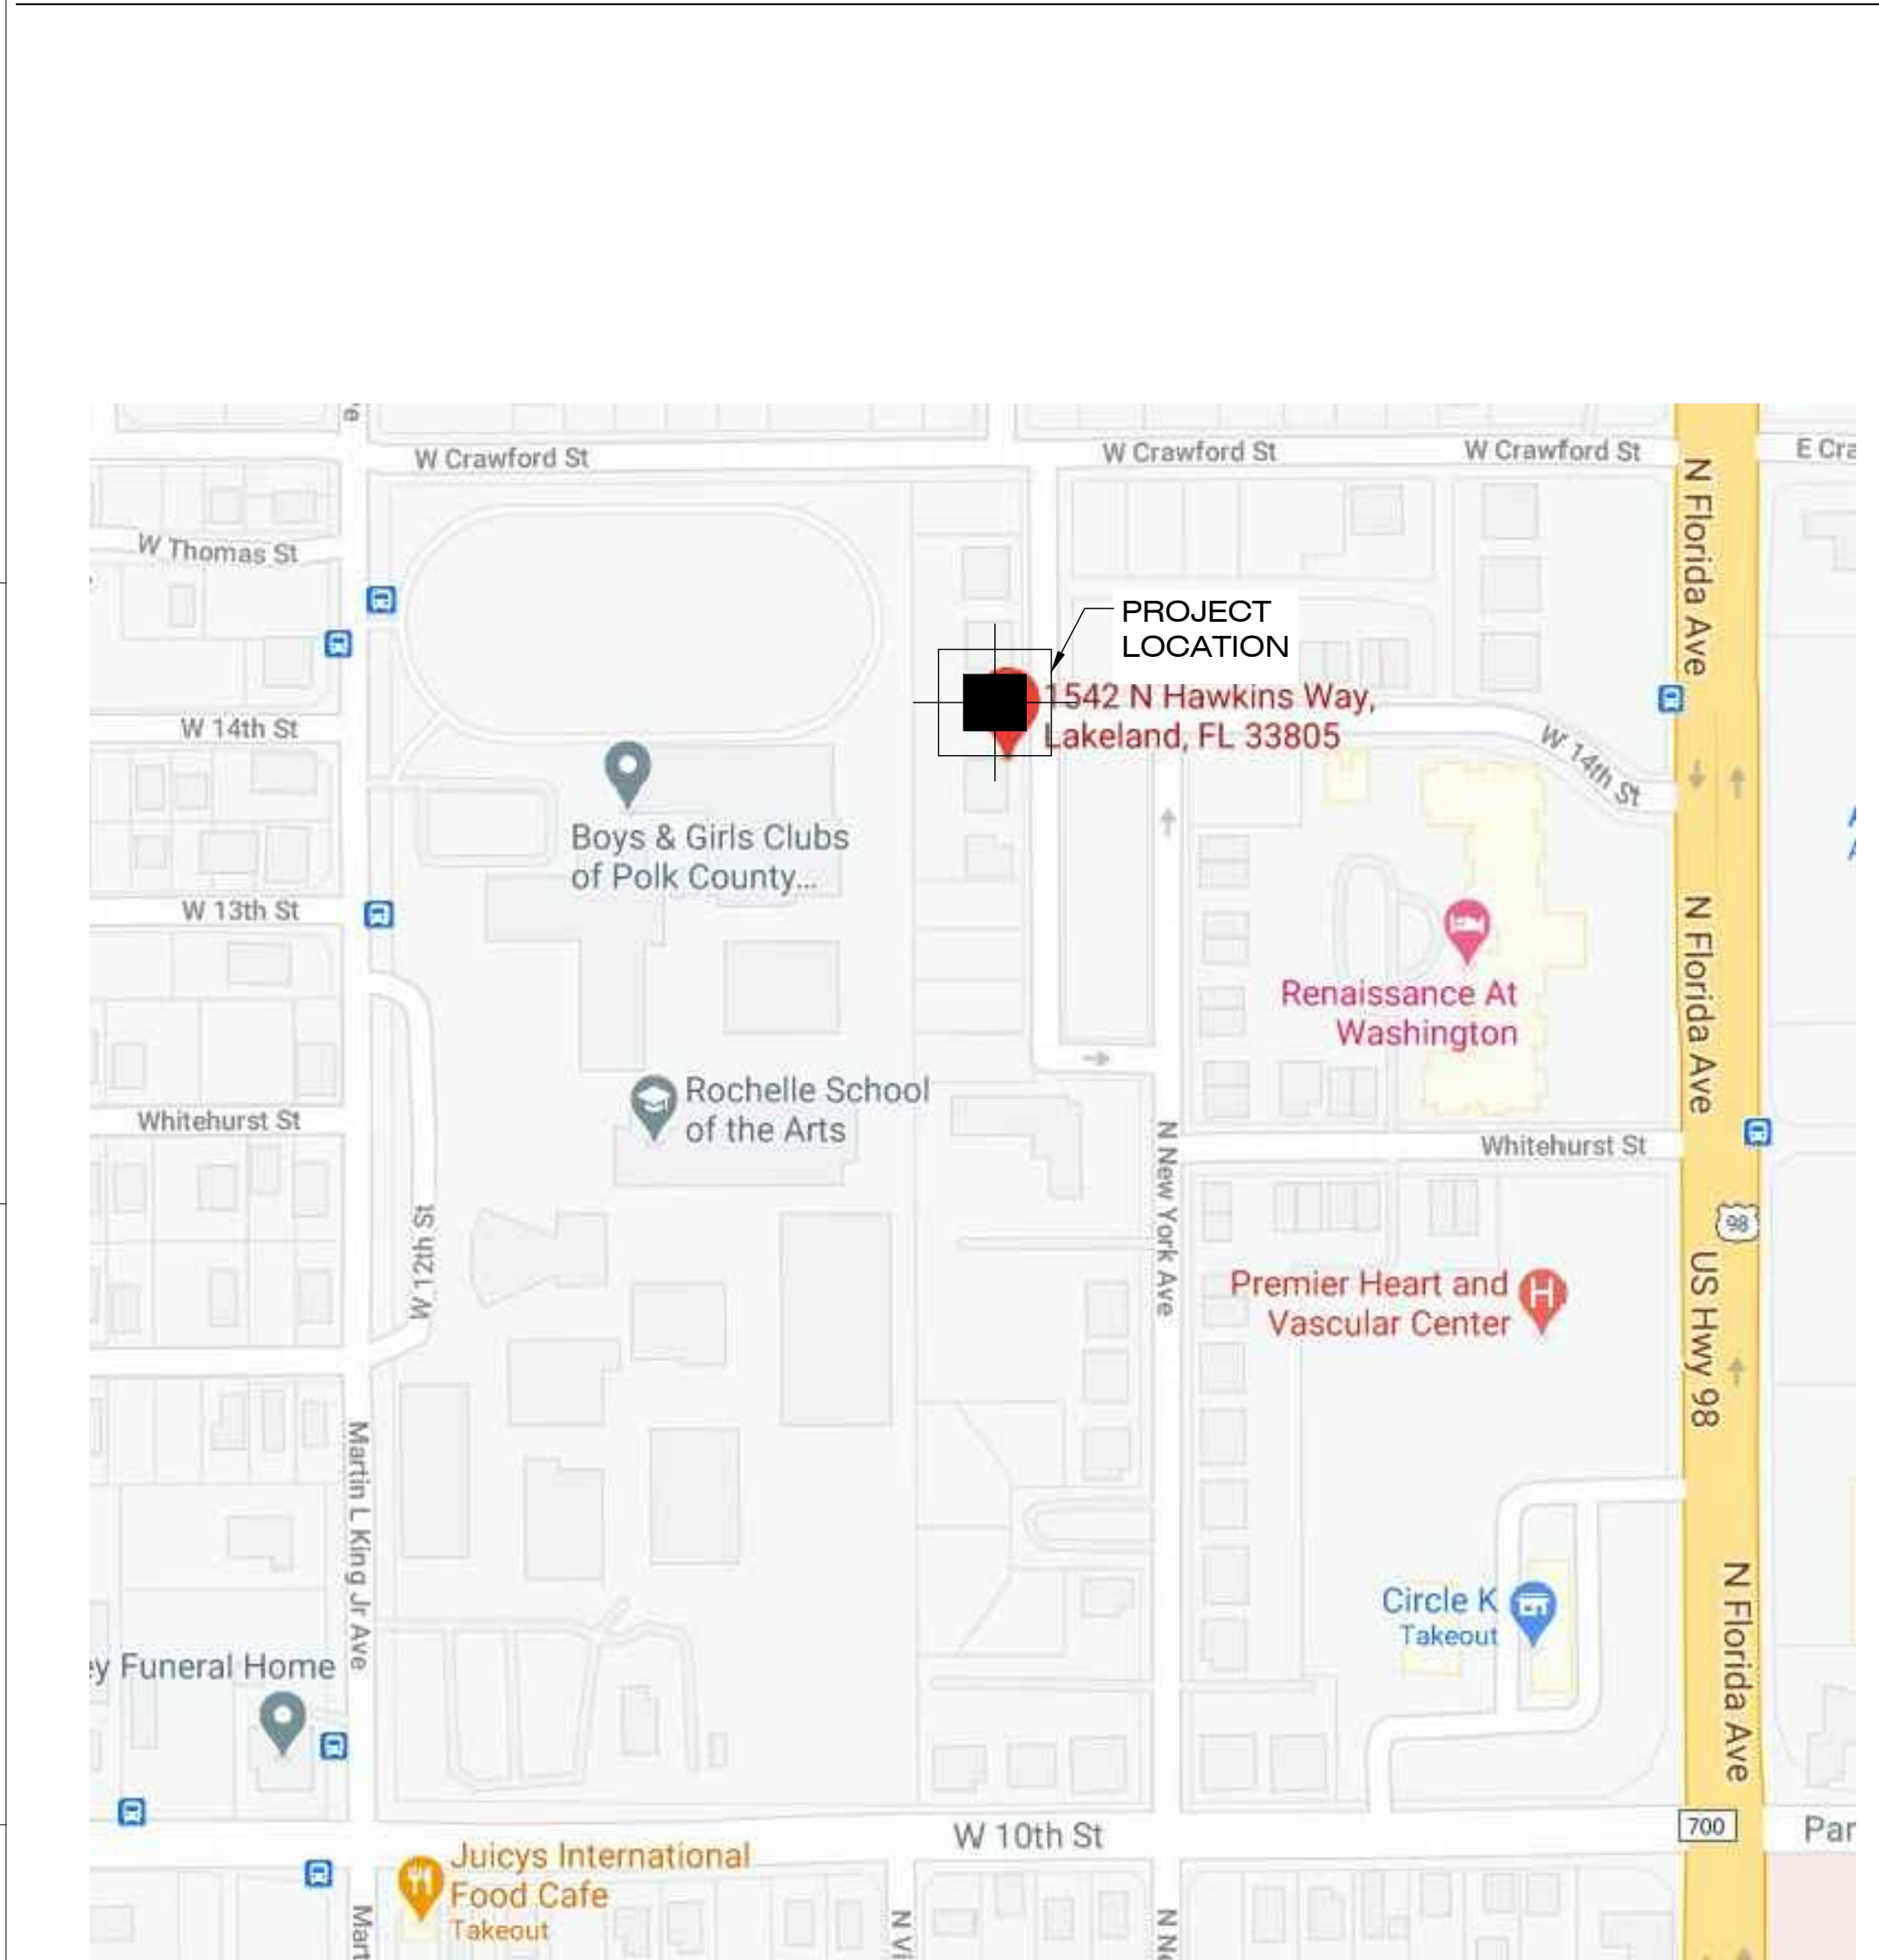 W Crawford St
W Crawford St
W Crawford St
E Cra
N Florida Ave
W Thomas St
PROJECT
LOCATION
1542 N Hawkins Way,
Lakeland, FL 33805
W 14th St
W 14th St
Boys & Girls Clubs
of Polk County...
W 13th St
N Florida Ave
Renaissance At
Washington
Rochelle School
of the Arts
Whitehurst St
Whitehurst St
N New York Ave
W 12th St
98
US Hwy 98
Premier Heart and
Vascular Center
H
Martin L King Jr Ave
Circle K
Takeout
N Florida Ave
ey Funeral Home
W 10th St
700
Par
Juicys International
Food Cafe
Takeout
Mart
N Vi
N Ne